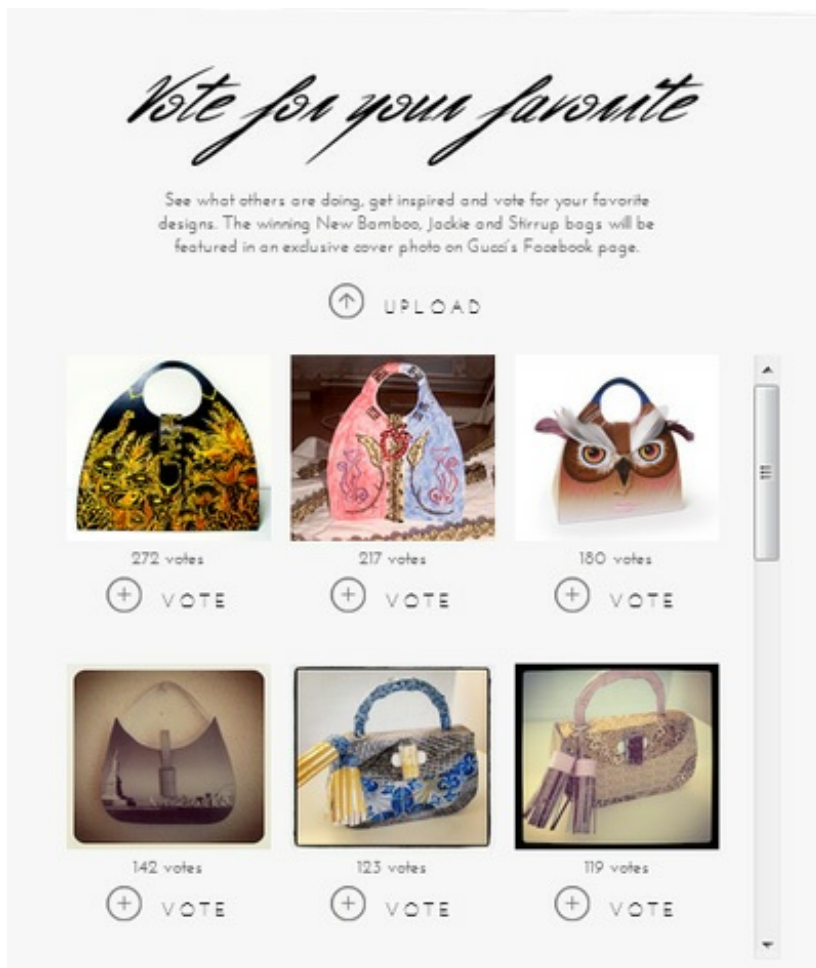 Vote for your favorite
See what others are doing, get inspired and vote for your favorite
designs. The winning New Bamboo, Jackie and Stirrup bags will be
featured in an exclusive cover photo on Gucci's Facebook page.
UPLOAD
272 votes 217 votes 180 votes
VOTE VOTE VOTE
142 votes 123 votes 119 votes
VOTE VOTE VOTE